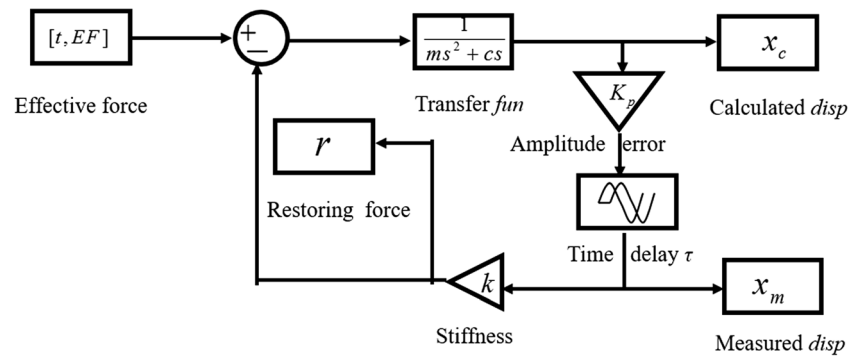 [t, EF]
Effective force
+
−
1
ms² + cs
Transfer fun
x_c
Calculated disp
K_p
Amplitude error
r
Restoring force
Time delay τ
k
Stiffness
x_m
Measured disp